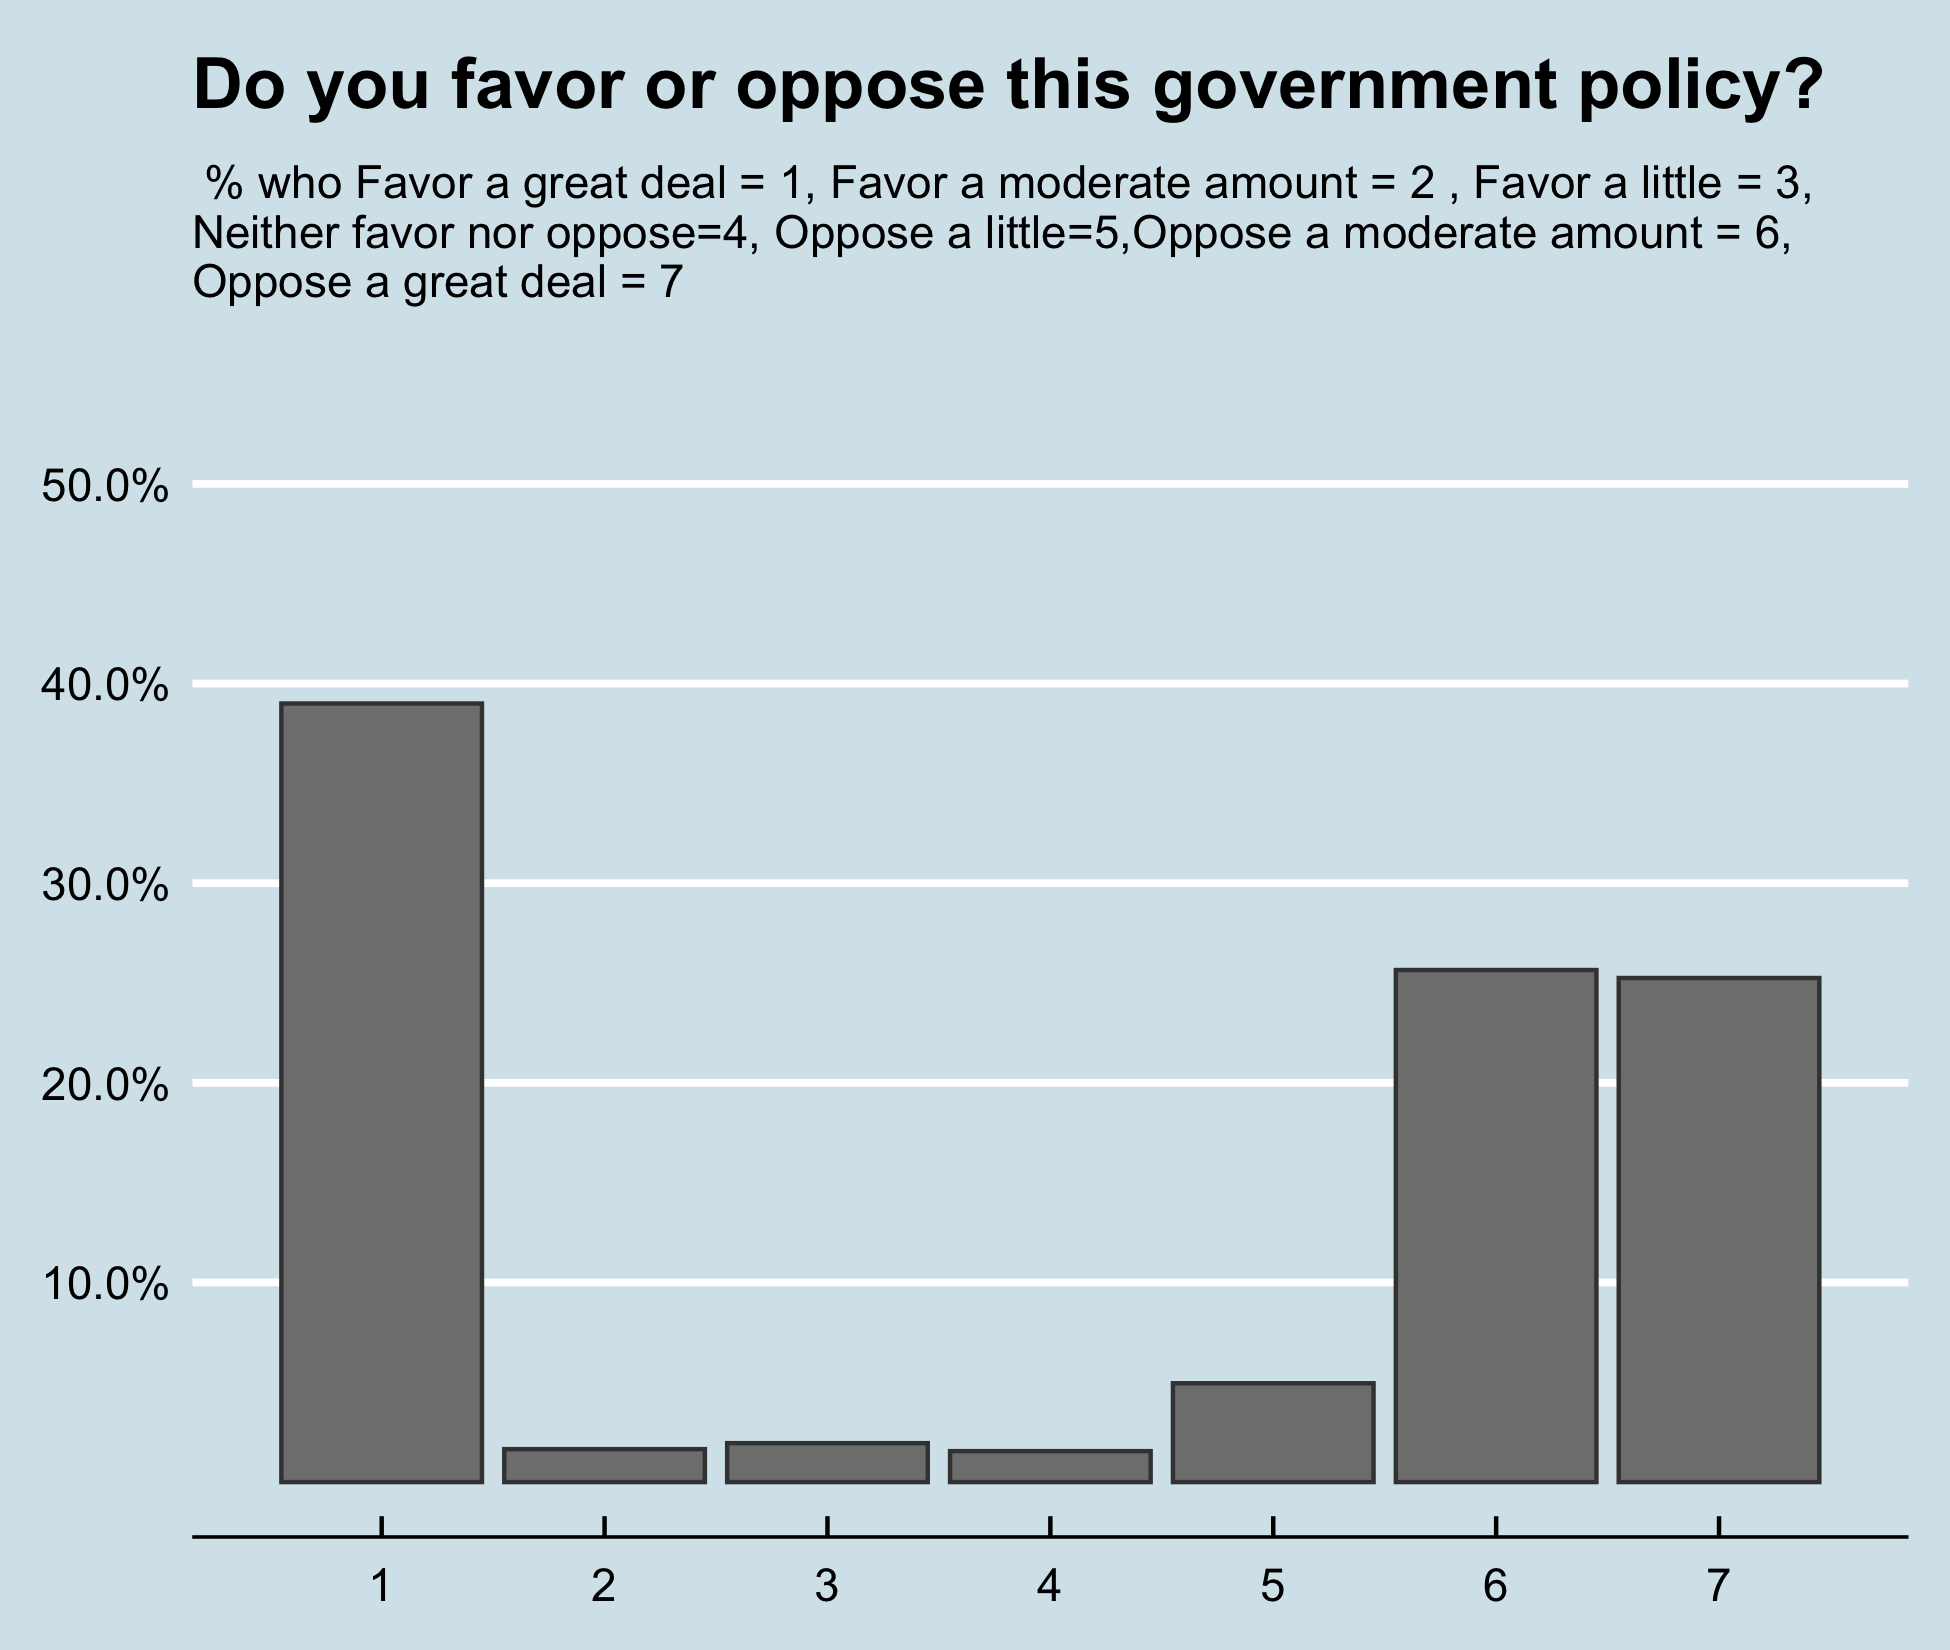 Do you favor or oppose this government policy?
% who Favor a great deal = 1, Favor a moderate amount = 2 , Favor a little = 3,
Neither favor nor oppose=4, Oppose a little=5,Oppose a moderate amount = 6,
Oppose a great deal = 7
50.0%
40.0%
30.0%
20.0%
10.0%
1 2 3 4 5 6 7